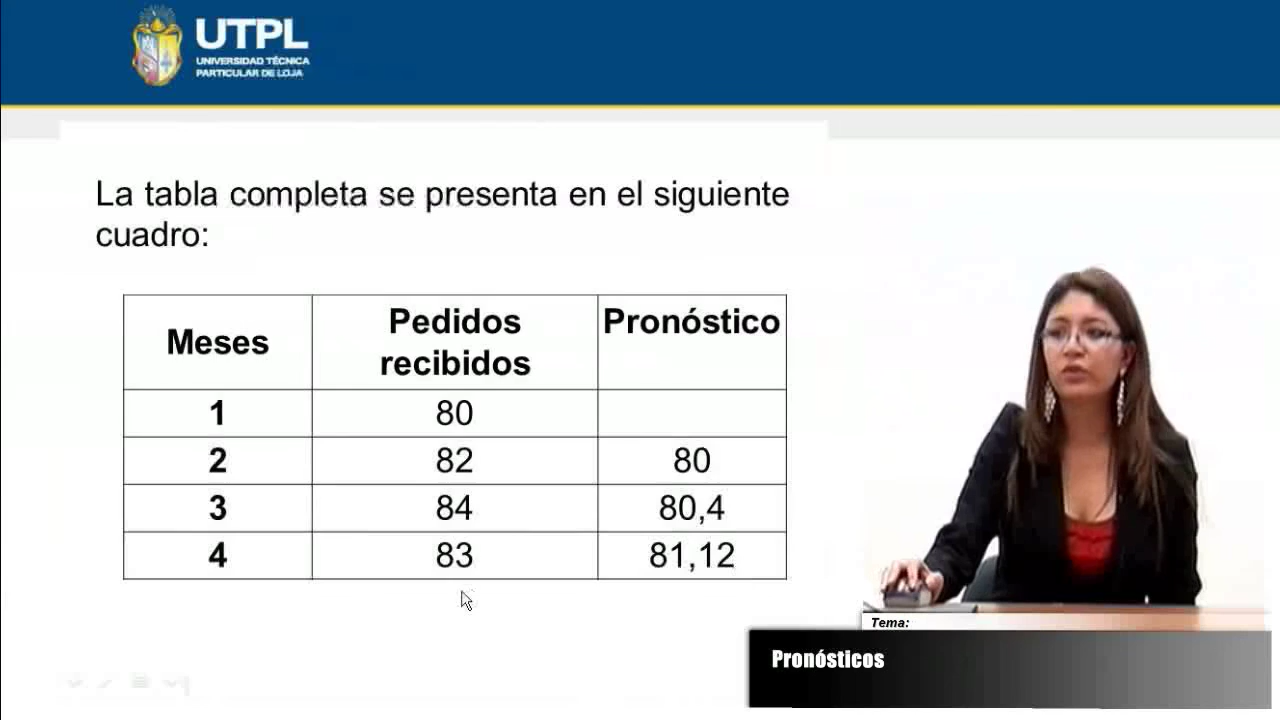 UTPL
UNIVERSIDAD TÉCNICA
PARTICULAR DE LOJA
La tabla completa se presenta en el siguiente
cuadro:
Meses Pedidos recibidos Pronóstico
1 80
2 82 80
3 84 80,4
4 83 81,12
Tema:
Pronósticos